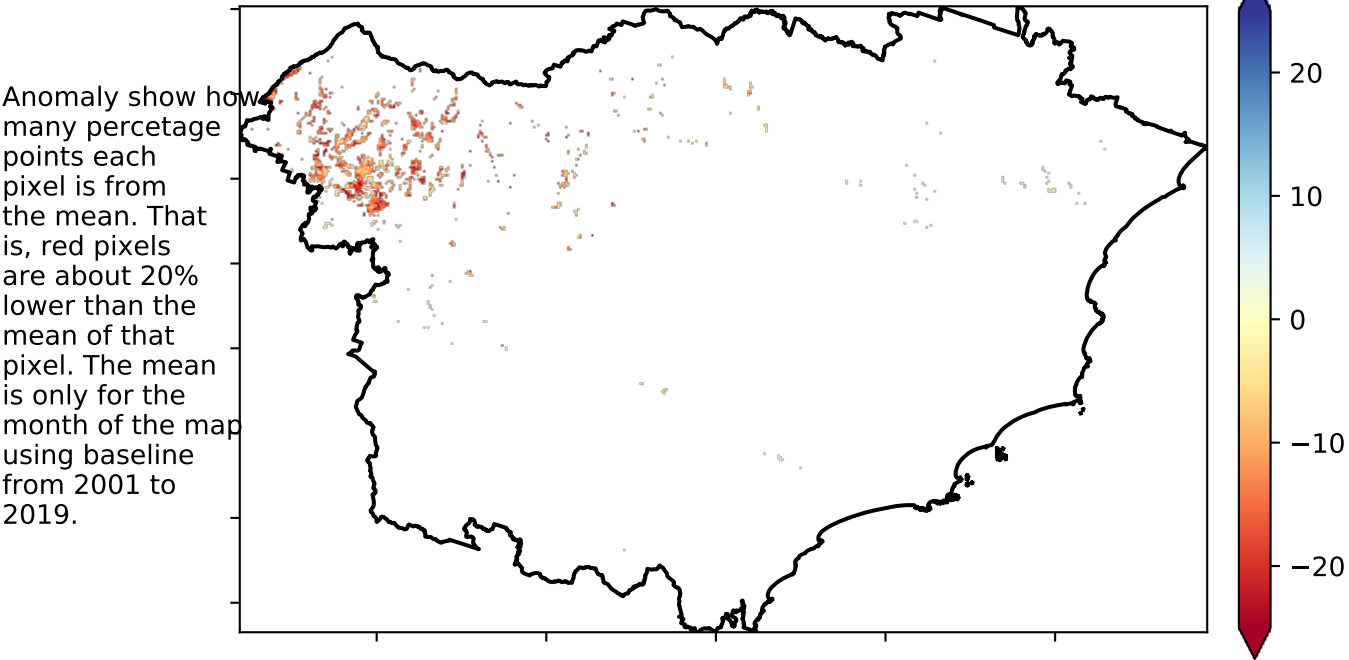 Anomaly show how
many percetage
points each
pixel is from
the mean. That
is, red pixels
are about 20%
lower than the
mean of that
pixel. The mean
is only for the
month of the map
using baseline
from 2001 to
2019.
20
10
0
−10
−20